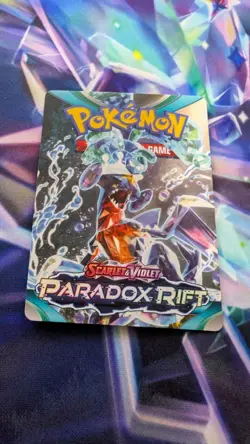 POKÉMON
GAME
SCARLET & VIOLET
PARADOX RIFT